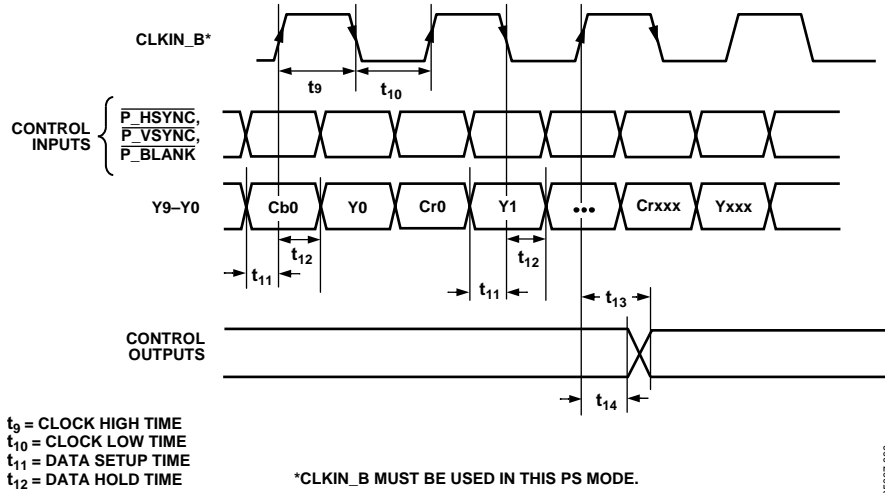 CLKIN_B*
t9
t10
CONTROL
INPUTS
P_HSYNC,
P_VSYNC,
P_BLANK
Y9–Y0
Cb0
Y0
Cr0
Y1
•••
Crxxx
Yxxx
t12
t12
t11
t11
t13
CONTROL
OUTPUTS
t14
t9 = CLOCK HIGH TIME
t10 = CLOCK LOW TIME
t11 = DATA SETUP TIME
t12 = DATA HOLD TIME
*CLKIN_B MUST BE USED IN THIS PS MODE.